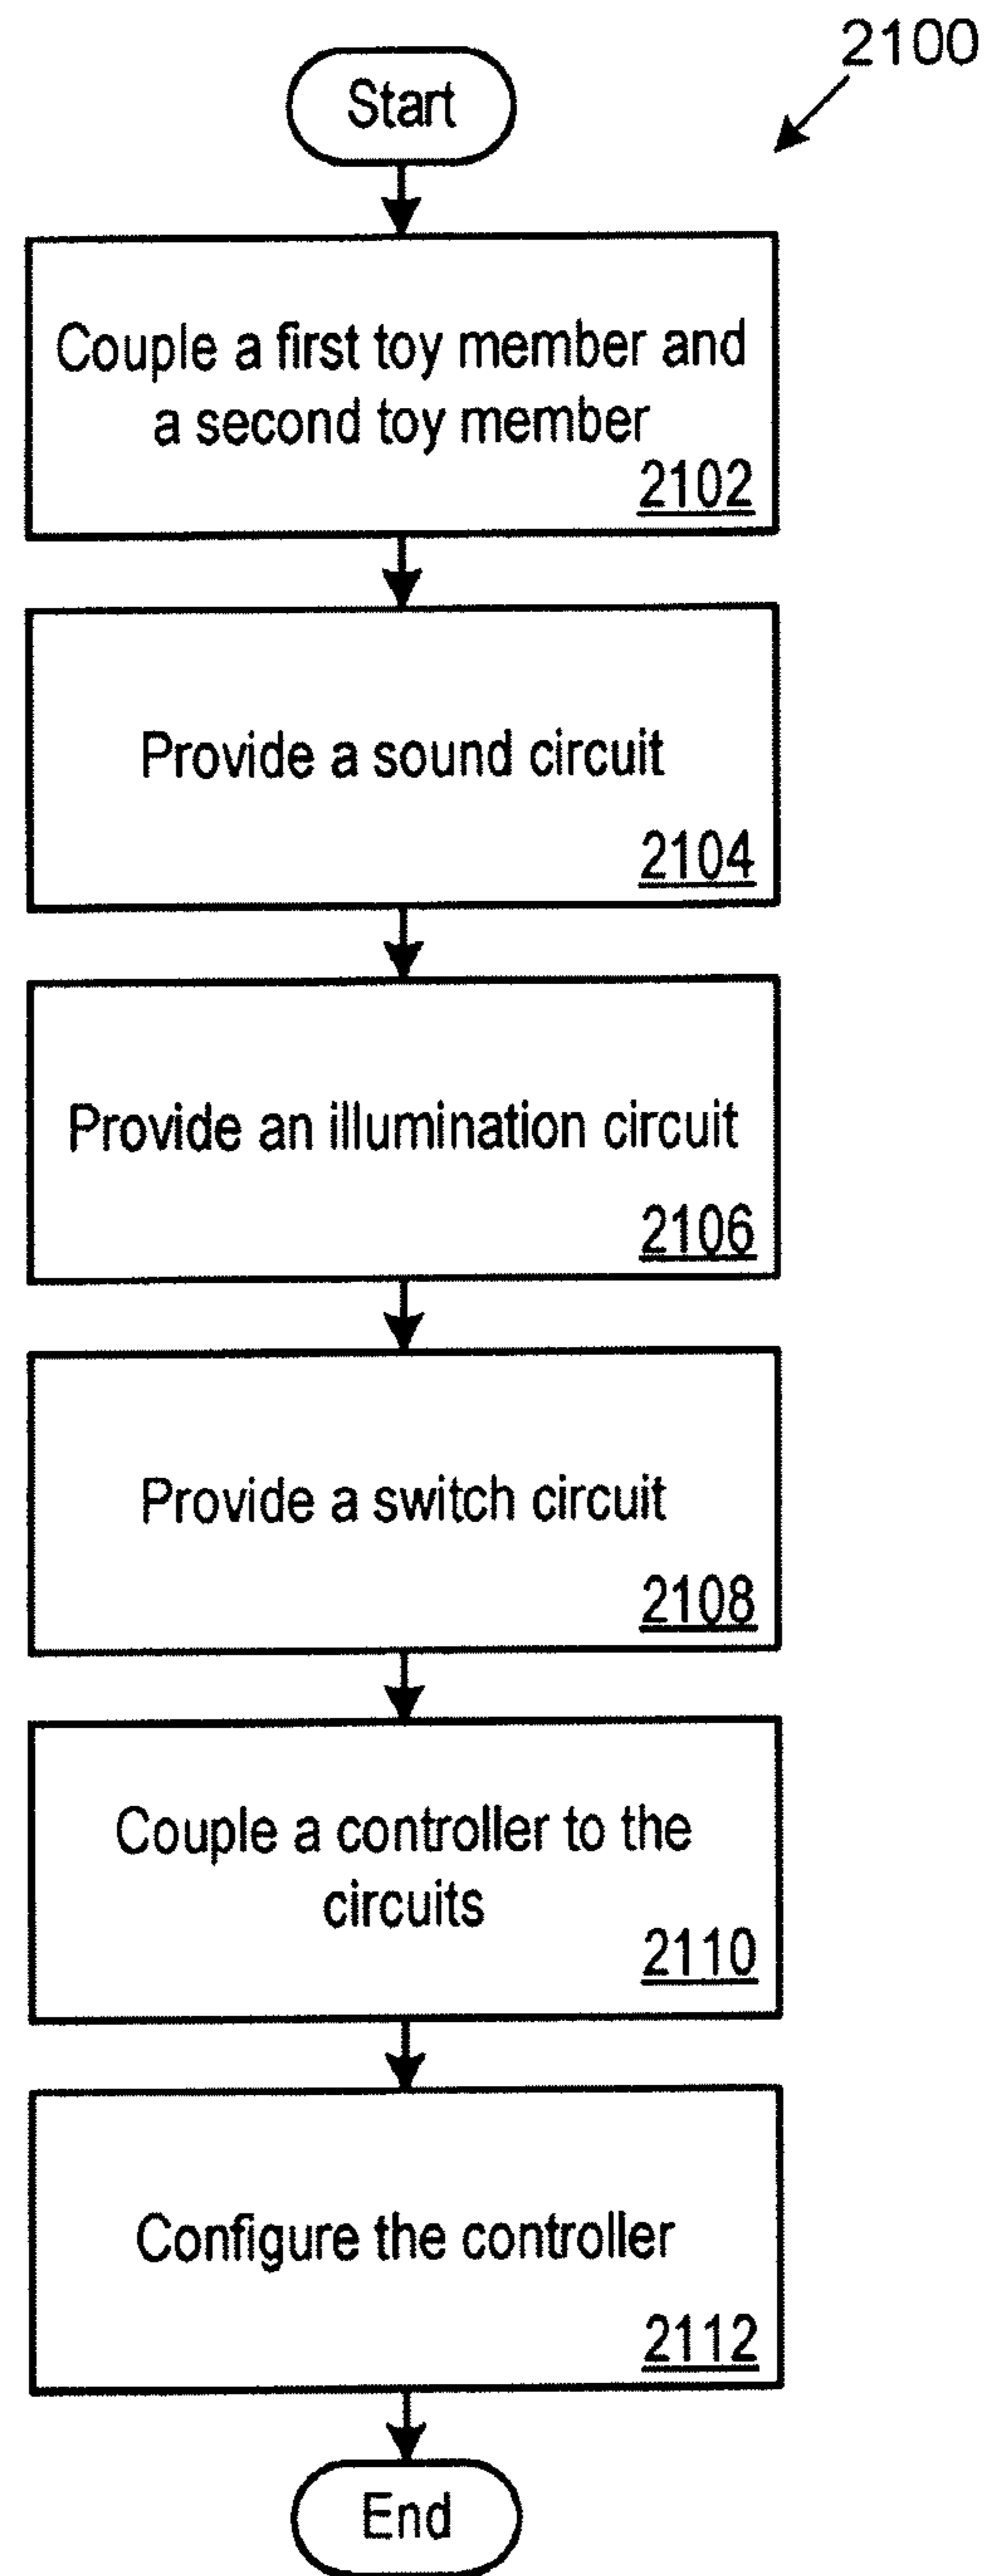 2100
Start
Couple a first toy member and
a second toy member
2102
Provide a sound circuit
2104
Provide an illumination circuit
2106
Provide a switch circuit
2108
Couple a controller to the
circuits
2110
Configure the controller
2112
End